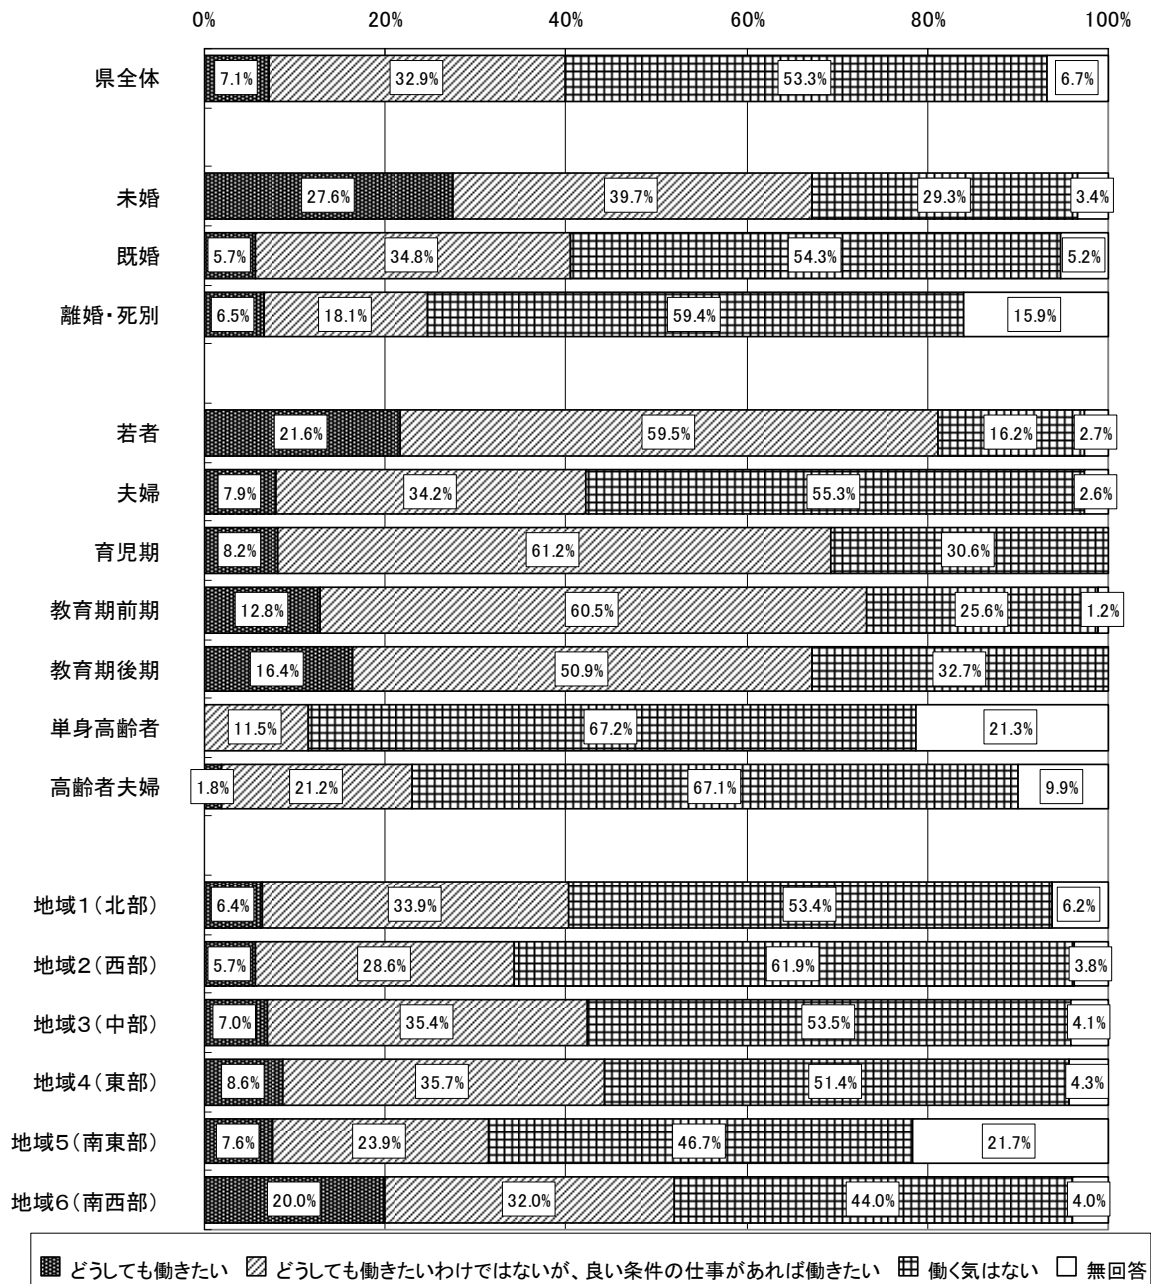 0% 20% 40% 60% 80% 100%
県全体 7.1% 32.9% 53.3% 6.7%
未婚 27.6% 39.7% 29.3% 3.4%
既婚 5.7% 34.8% 54.3% 5.2%
離婚・死別 6.5% 18.1% 59.4% 15.9%
若者 21.6% 59.5% 16.2% 2.7%
夫婦 7.9% 34.2% 55.3% 2.6%
育児期 8.2% 61.2% 30.6%
教育期前期 12.8% 60.5% 25.6% 1.2%
教育期後期 16.4% 50.9% 32.7%
単身高齢者 11.5% 67.2% 21.3%
高齢者夫婦 1.8% 21.2% 67.1% 9.9%
地域1(北部) 6.4% 33.9% 53.4% 6.2%
地域2(西部) 5.7% 28.6% 61.9% 3.8%
地域3(中部) 7.0% 35.4% 53.5% 4.1%
地域4(東部) 8.6% 35.7% 51.4% 4.3%
地域5(南東部) 7.6% 23.9% 46.7% 21.7%
地域6(南西部) 20.0% 32.0% 44.0% 4.0%
どうしても働きたい どうしても働きたいわけではないが、良い条件の仕事があれば働きたい 働く気はない 無回答